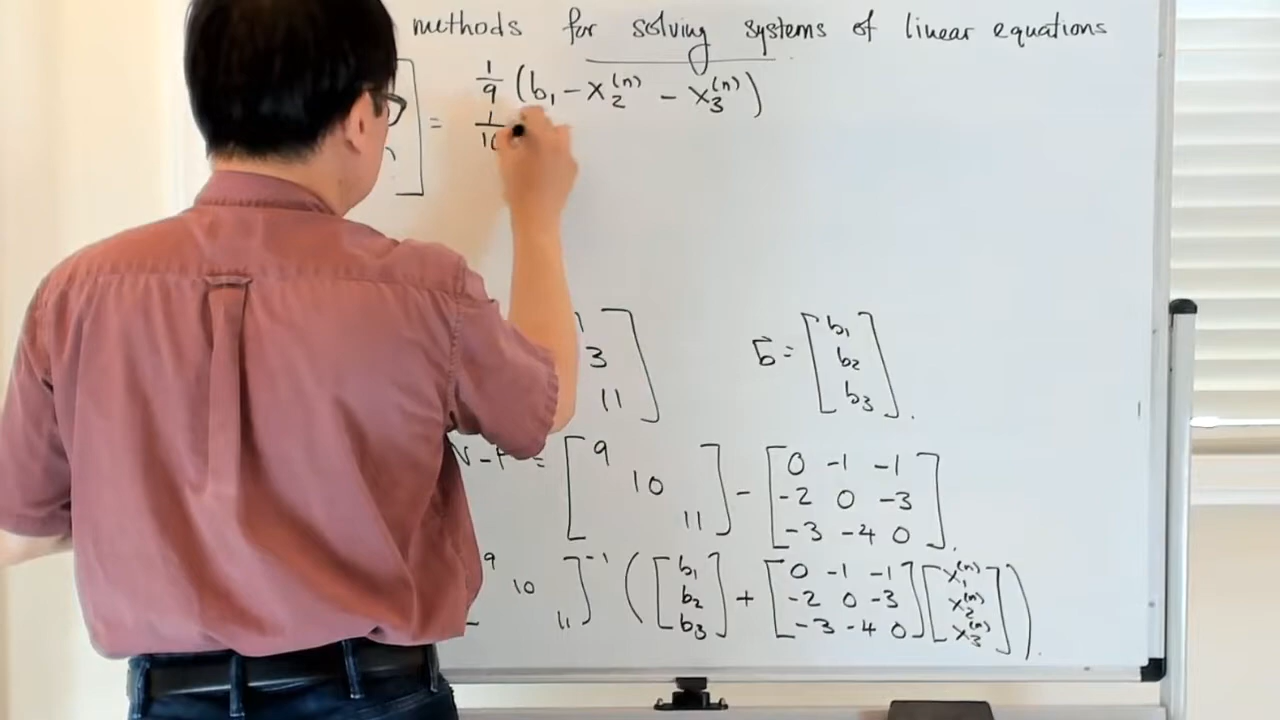 methods for solving systems of linear equations
= 1/9 (b₁ - x₂⁽ⁿ⁾ - x₃⁽ⁿ⁾)
1/10
3
11
b = [b₁ b₂ b₃].
= [9 10 11] - [0 -1 -1
-2 0 -3
-3 -4 0].
9 10 11]⁻¹ ([b₁ b₂ b₃] + [0 -1 -1
-2 0 -3
-3 -4 0] [x₁⁽ⁿ⁾ x₂⁽ⁿ⁾ x₃⁽ⁿ⁾]).